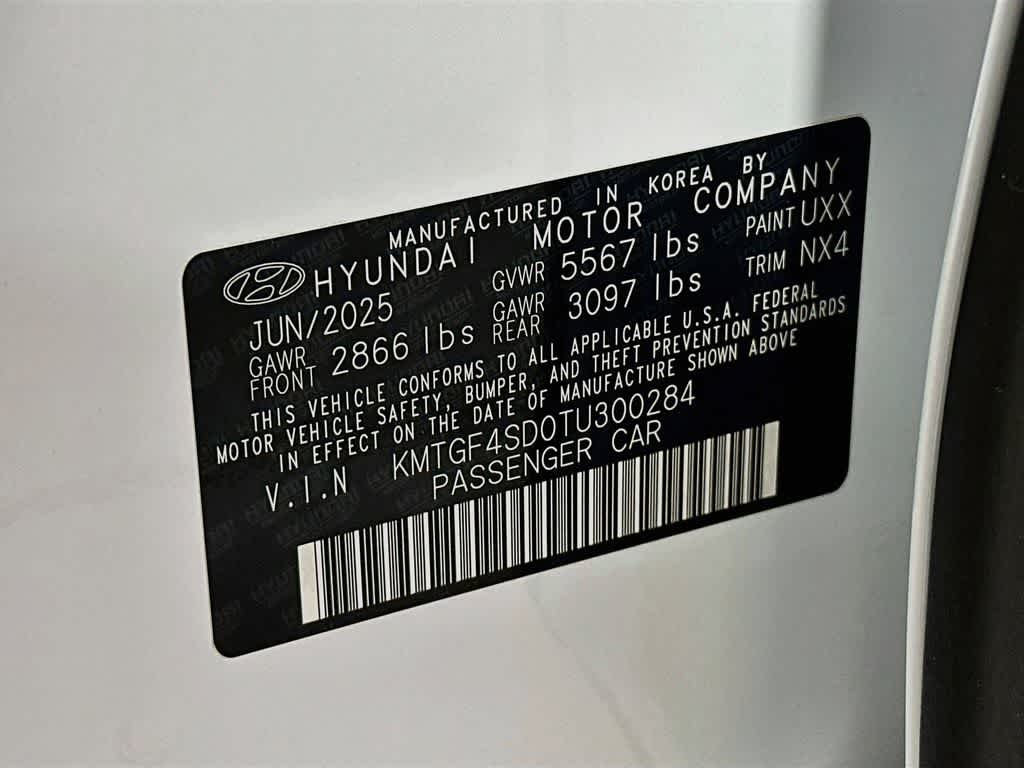 MANUFACTURED IN KOREA BY
HYUNDAI MOTOR COMPANY
JUN/2025 GVWR 5567 lbs PAINT UXX
GAWR FRONT 2866 lbs GAWR REAR 3097 lbs TRIM NX4
THIS VEHICLE CONFORMS TO ALL APPLICABLE U.S.A. FEDERAL
MOTOR VEHICLE SAFETY, BUMPER, AND THEFT PREVENTION STANDARDS
IN EFFECT ON THE DATE OF MANUFACTURE SHOWN ABOVE
V.I.N KMTGF4SD0TU300284
PASSENGER CAR